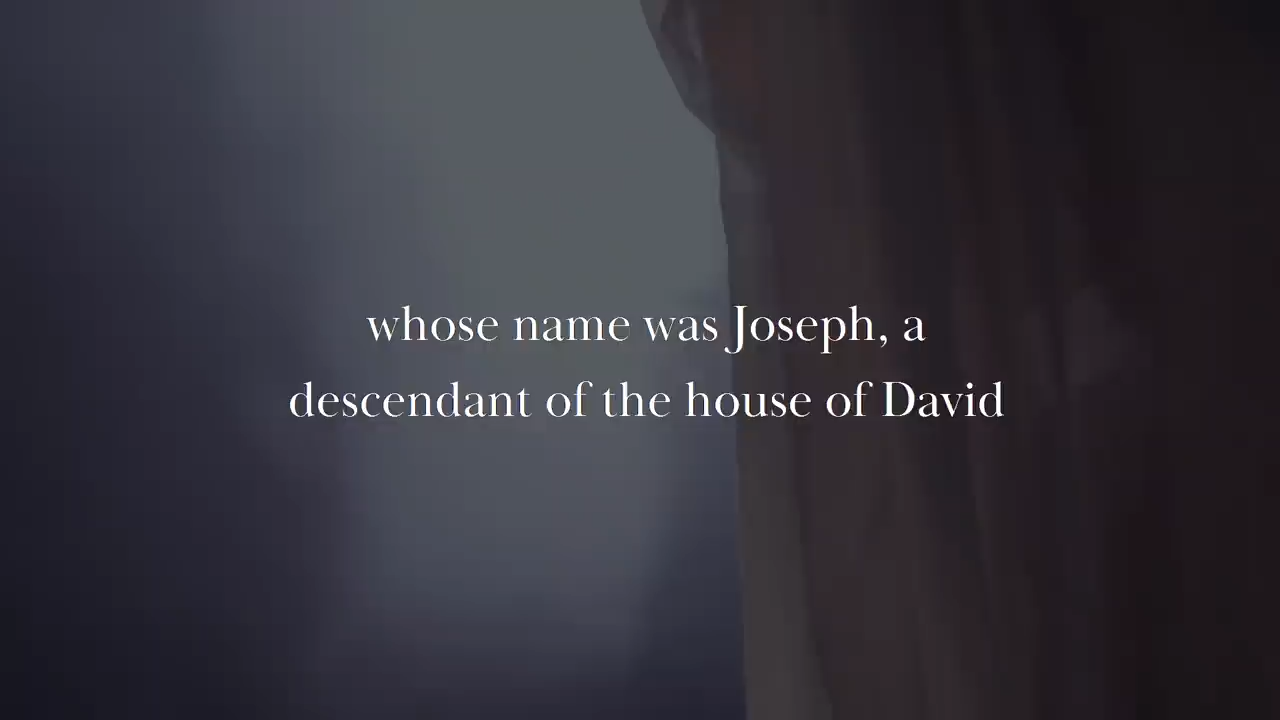 whose name was Joseph, a
descendant of the house of David